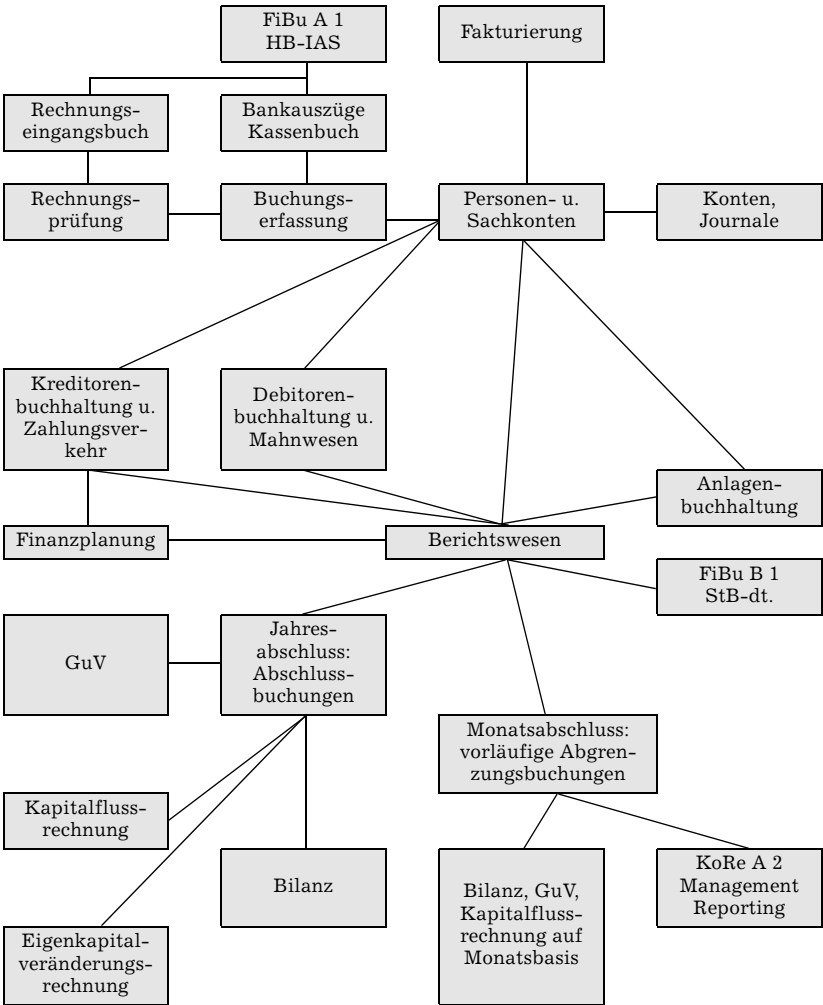 FiBu A 1
HB-IAS
Fakturierung
Rechnungs-
eingangsbuch
Bankauszüge
Kassenbuch
Rechnungs-
prüfung
Buchungs-
erfassung
Personen- u.
Sachkonten
Konten,
Journale
Kreditoren-
buchhaltung u.
Zahlungsver-
kehr
Debitoren-
buchhaltung u.
Mahnwesen
Anlagen-
buchhaltung
Finanzplanung
Berichtswesen
FiBu B 1
StB-dt.
GuV
Jahres-
abschluss:
Abschluss-
buchungen
Monatsabschluss:
vorläufige Abgren-
zungsbuchungen
Kapitalfluss-
rechnung
Bilanz
Bilanz, GuV,
Kapitalfluss-
rechnung auf
Monatsbasis
KoRe A 2
Management
Reporting
Eigenkapital-
veränderungs-
rechnung